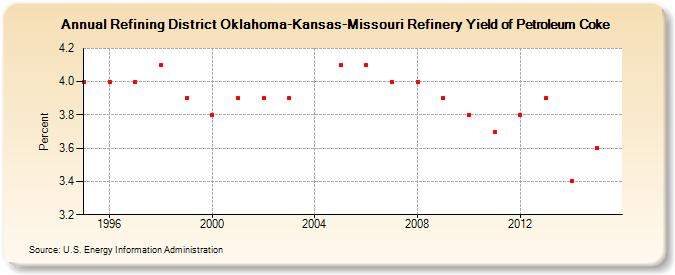 Annual Refining District Oklahoma-Kansas-Missouri Refinery Yield of Petroleum Coke
Percent
4.2
4.0
3.8
3.6
3.4
3.2
1996 2000 2004 2008 2012
Source: U.S. Energy Information Administration